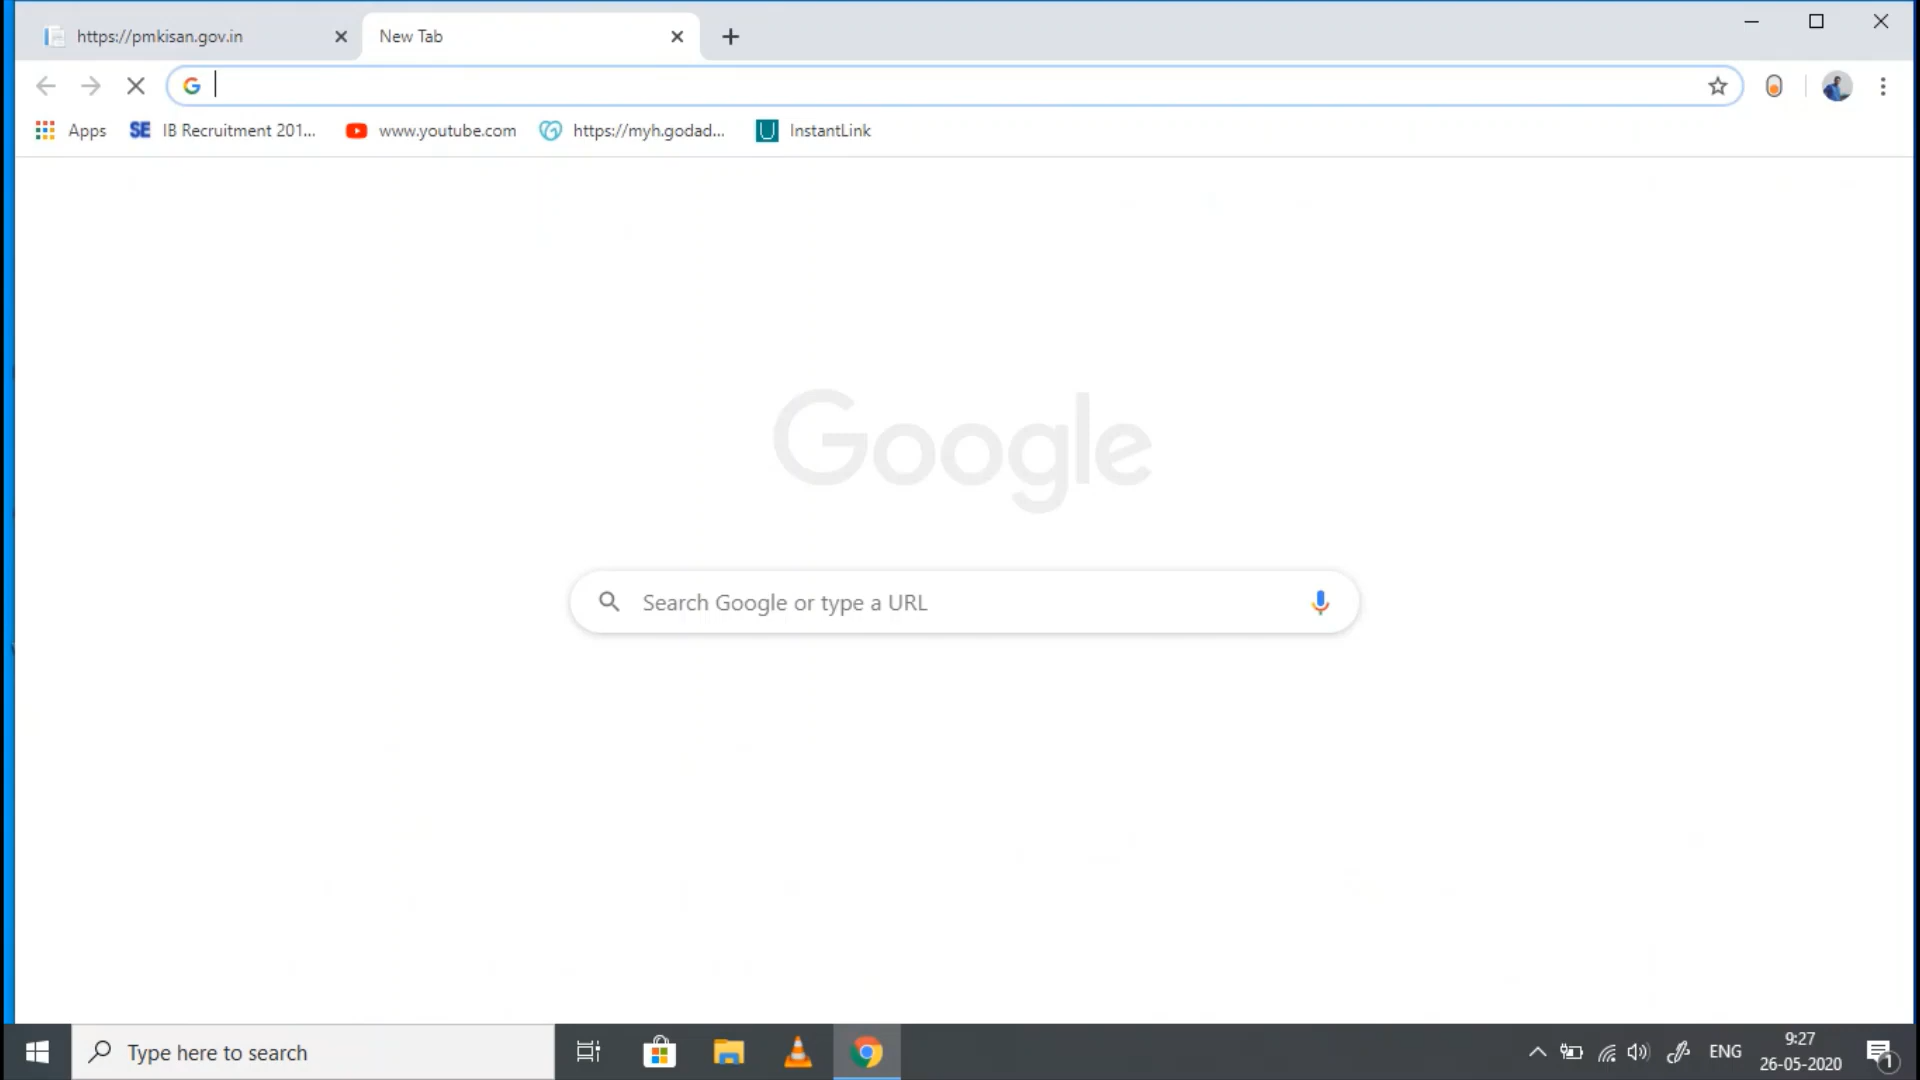 https://pmkisan.gov.in
New Tab
Apps
SE IB Recruitment 201...
www.youtube.com
https://myh.godad...
InstantLink
Google
Search Google or type a URL
Type here to search
ENG
9:27
26-05-2020
1